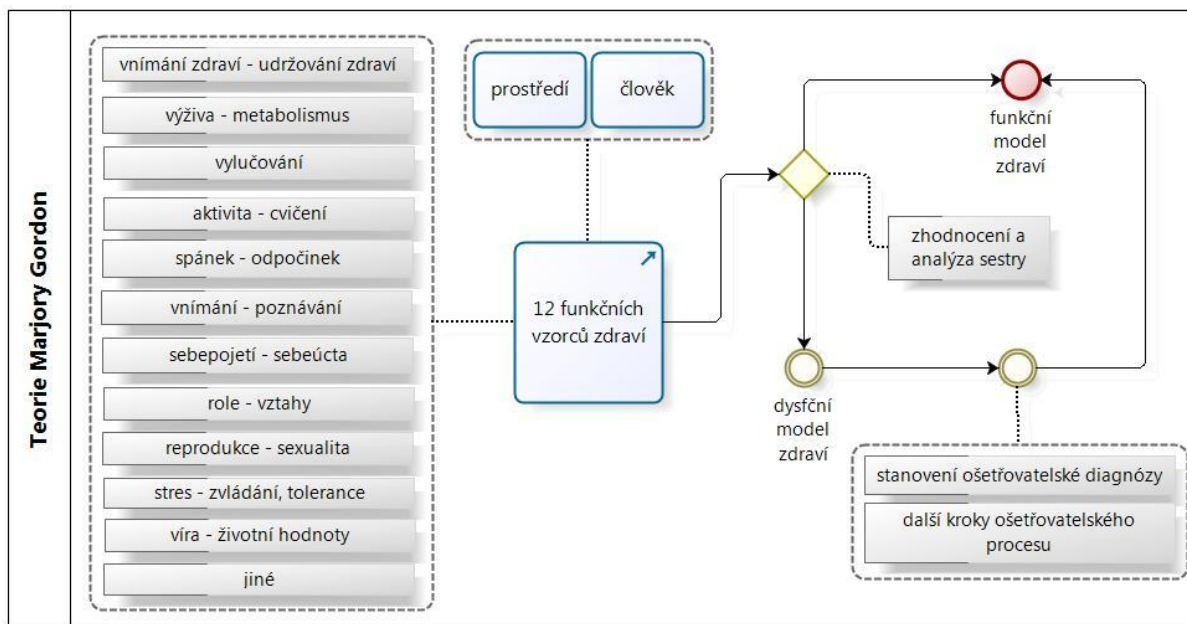 Teorie Marjory Gordon
vnímání zdraví - udržování zdraví
výživa - metabolismus
vylučování
aktivita - cvičení
spánek - odpočinek
vnímání - poznávání
sebepojetí - sebeúcta
role - vztahy
reprodukce - sexualita
stres - zvládání, tolerance
víra - životní hodnoty
jiné
prostředí
člověk
12 funkčních
vzorců zdraví
funkční
model
zdraví
zhodnocení a
analýza sestry
dysfční
model
zdraví
stanovení ošetřovatelské diagnózy
další kroky ošetřovatelského
procesu